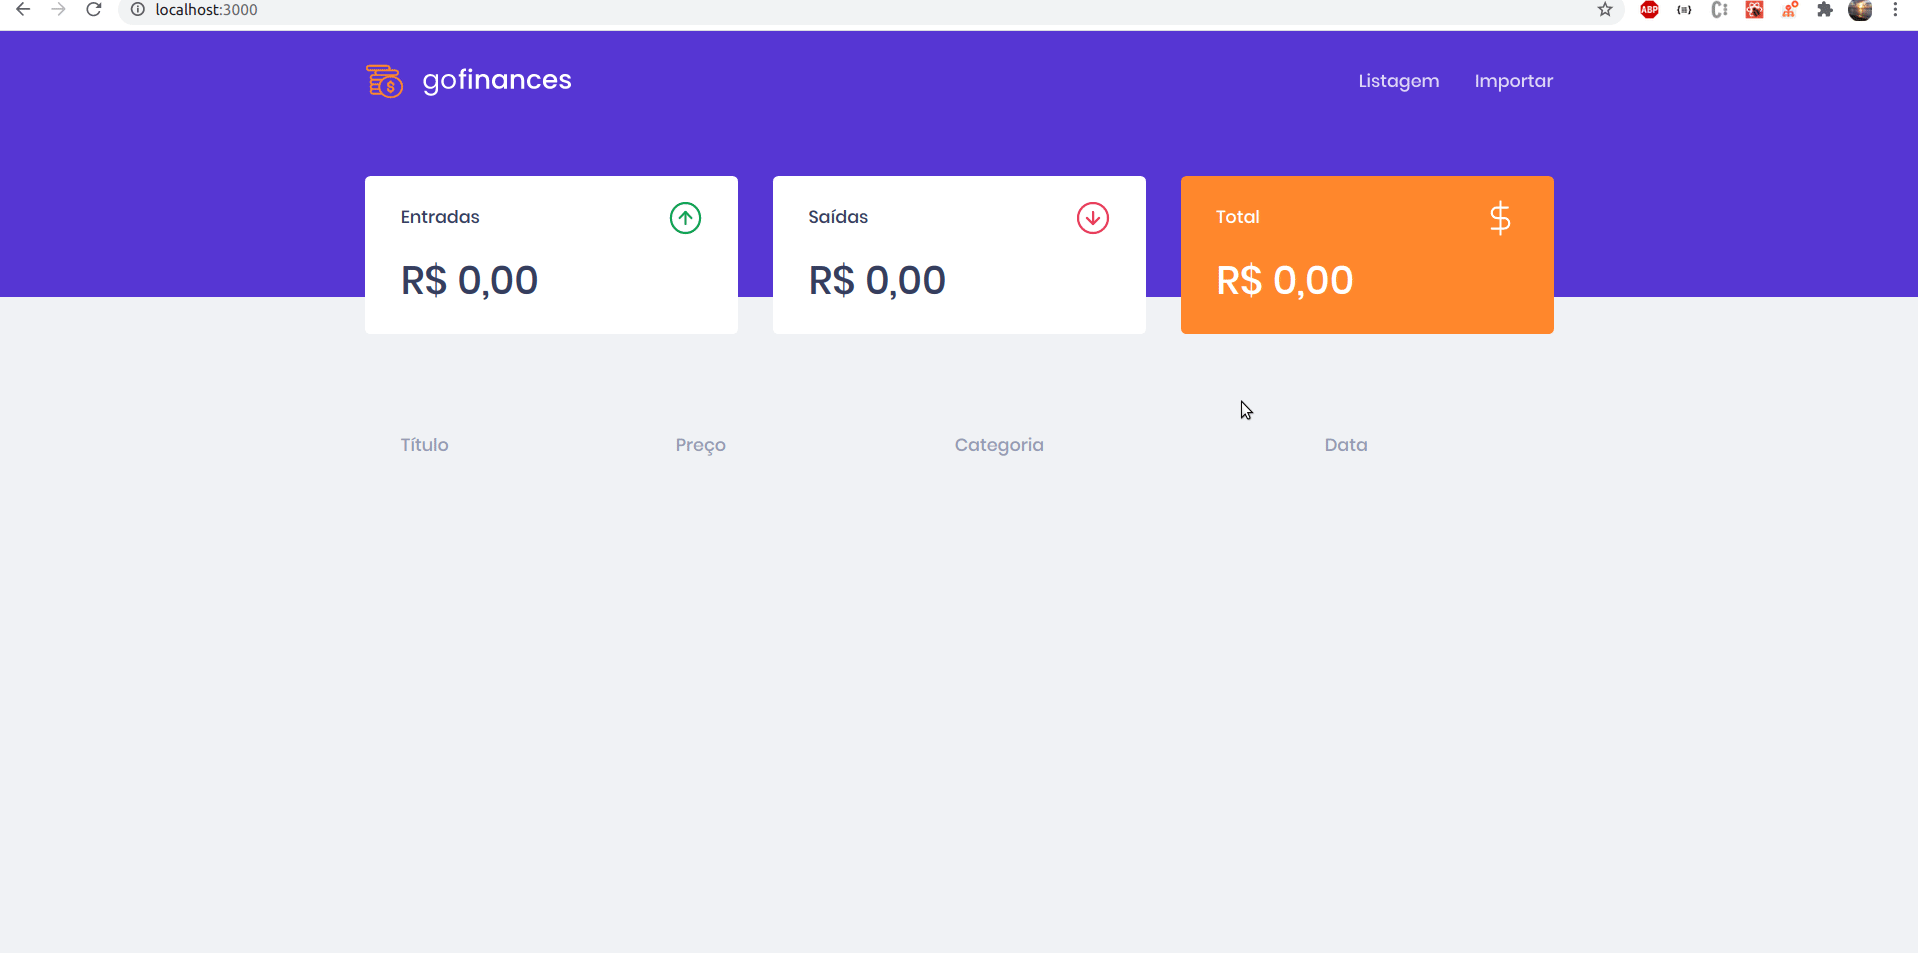 localhost:3000
ABP
gofinances Listagem Importar
$
Entradas Saídas Total $
R$ 0,00 R$ 0,00 R$ 0,00
Título Preço Categoria Data